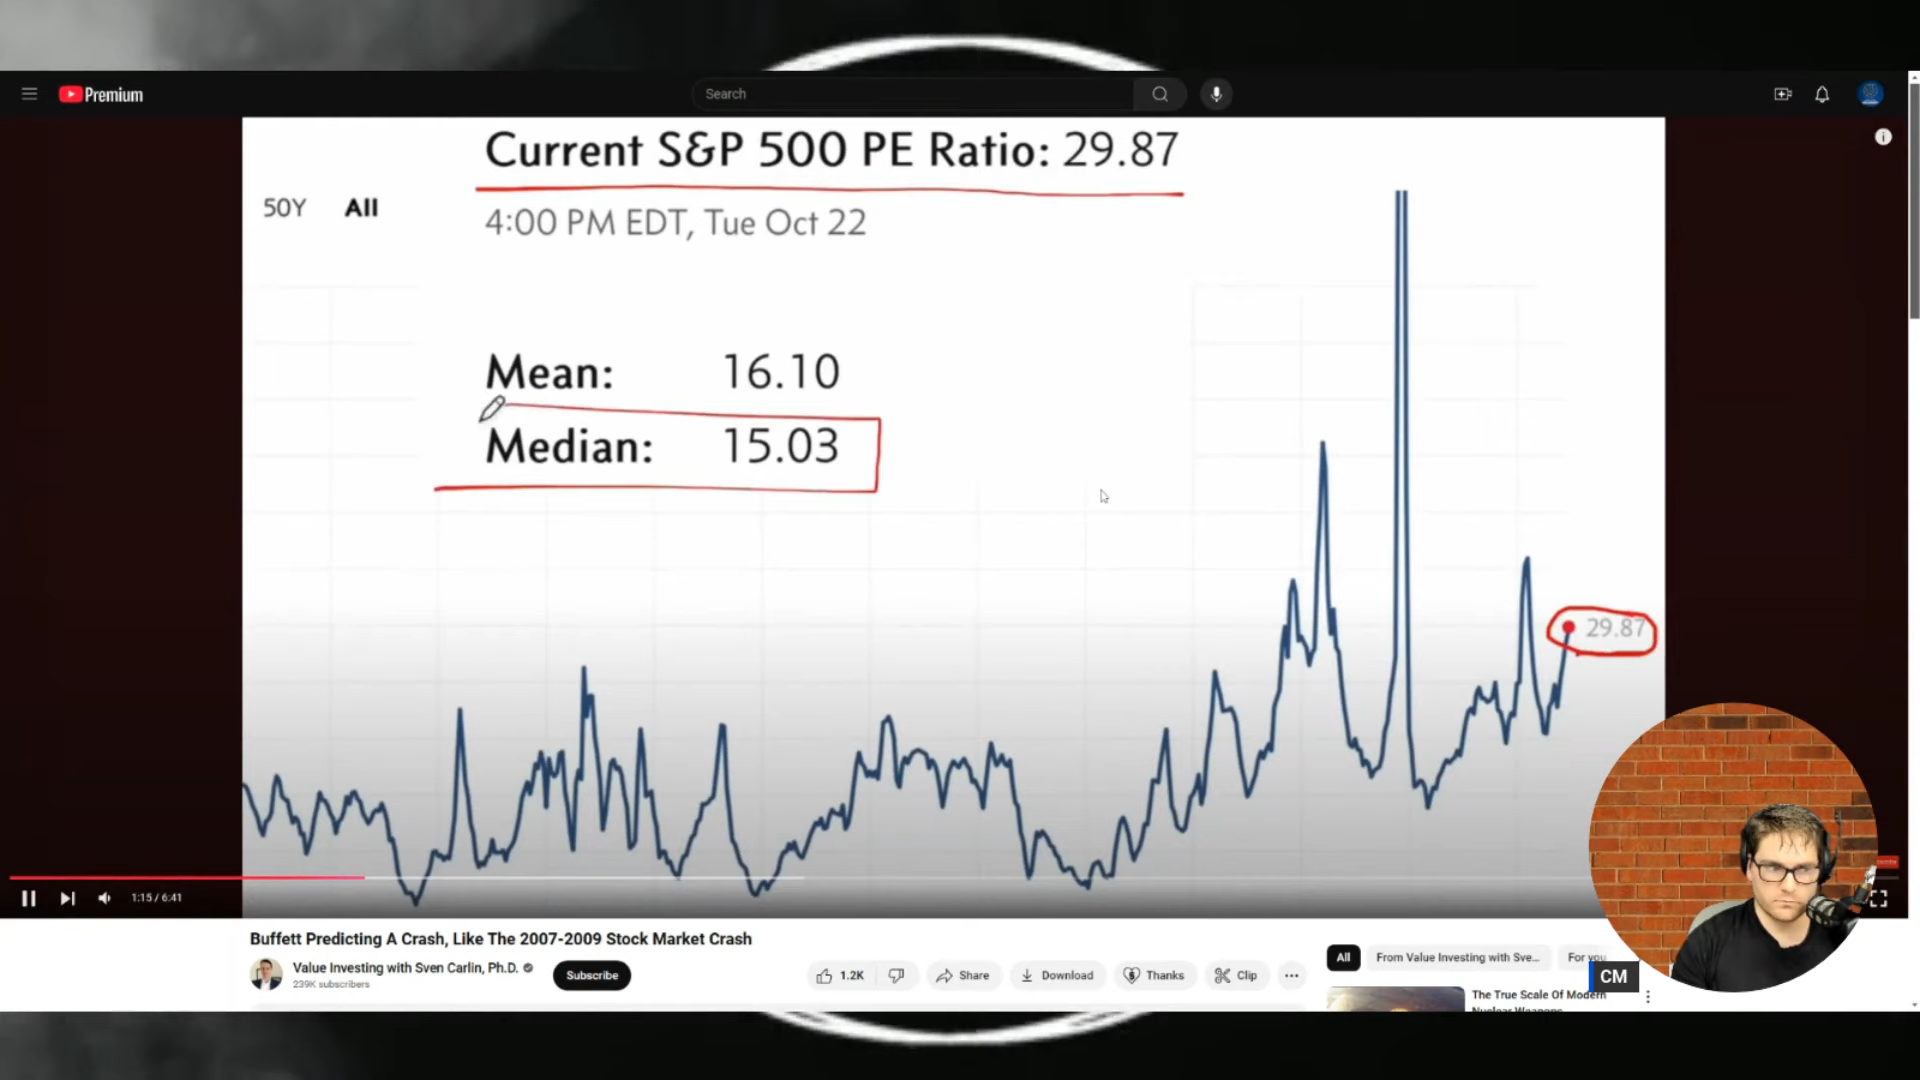 Premium
Search
Current S&P 500 PE Ratio: 29.87
50Y All
4:00 PM EDT, Tue Oct 22
Mean: 16.10
Median: 15.03
29.87
1:15 / 6:41
Buffett Predicting A Crash, Like The 2007-2009 Stock Market Crash
Value Investing with Sven Carlin, Ph.D.
239K subscribers
Subscribe
1.2K
Share
Download
Thanks
Clip
All
From Value Investing with Sve...
For you
CM
The True Scale Of Modern
Nuclear Weapons